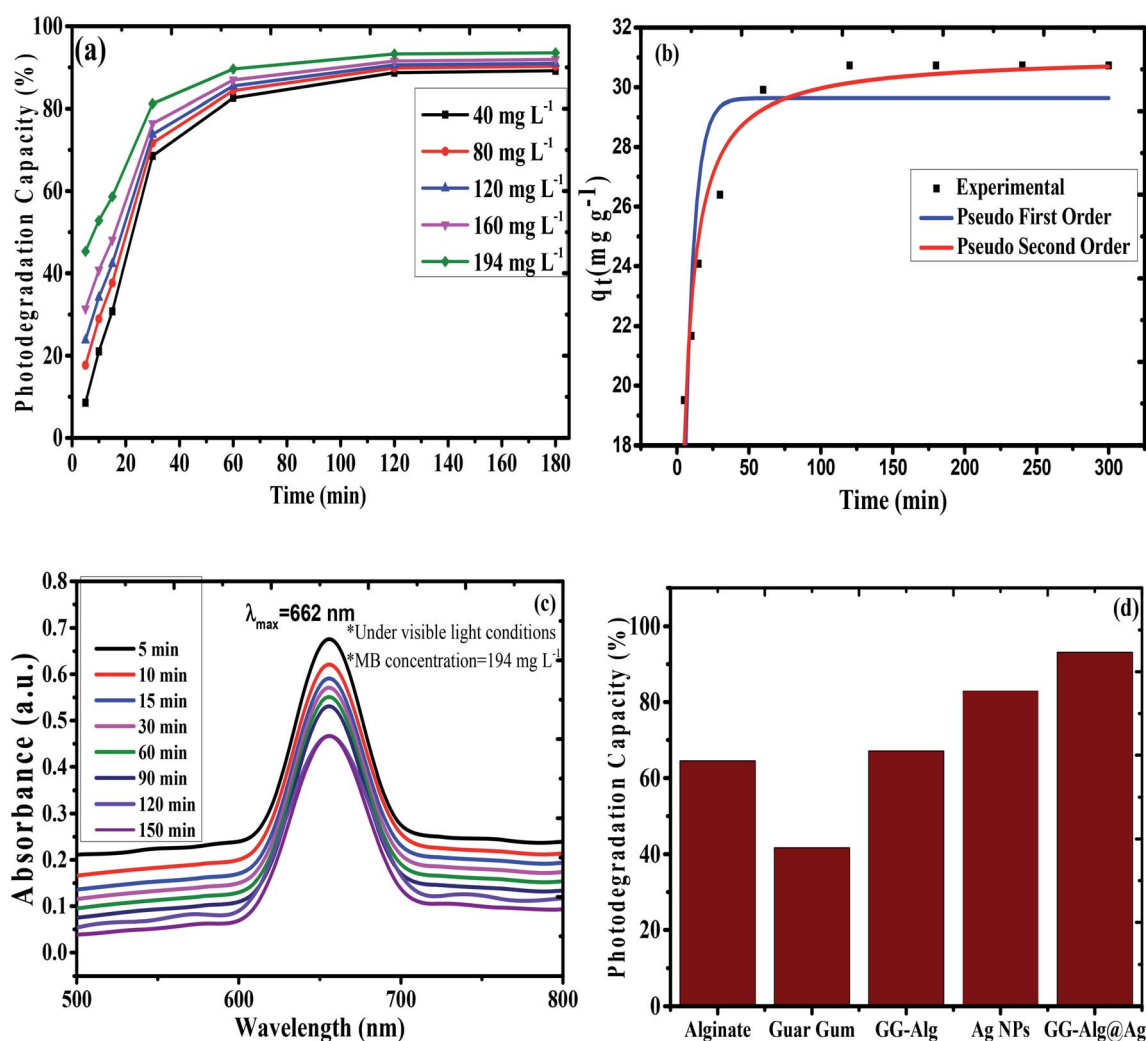 (a)
Photodegradation Capacity (%)
100
80
60
40
20
0
40 mg L⁻¹
80 mg L⁻¹
120 mg L⁻¹
160 mg L⁻¹
194 mg L⁻¹
0 20 40 60 80 100 120 140 160 180
Time (min)
(b)
qt(mg g⁻¹)
32
30
28
26
24
22
20
18
Experimental
Pseudo First Order
Pseudo Second Order
0 50 100 150 200 250 300
Time (min)
(c)
Absorbance (a.u.)
0.8
0.7
0.6
0.5
0.4
0.3
0.2
0.1
0.0
λmax=662 nm
*Under visible light conditions
*MB concentration=194 mg L⁻¹
5 min
10 min
15 min
30 min
60 min
90 min
120 min
150 min
500 600 700 800
Wavelength (nm)
(d)
Photodegradation Capacity (%)
100
80
60
40
20
0
Alginate Guar Gum GG-Alg Ag NPs GG-Alg@Ag